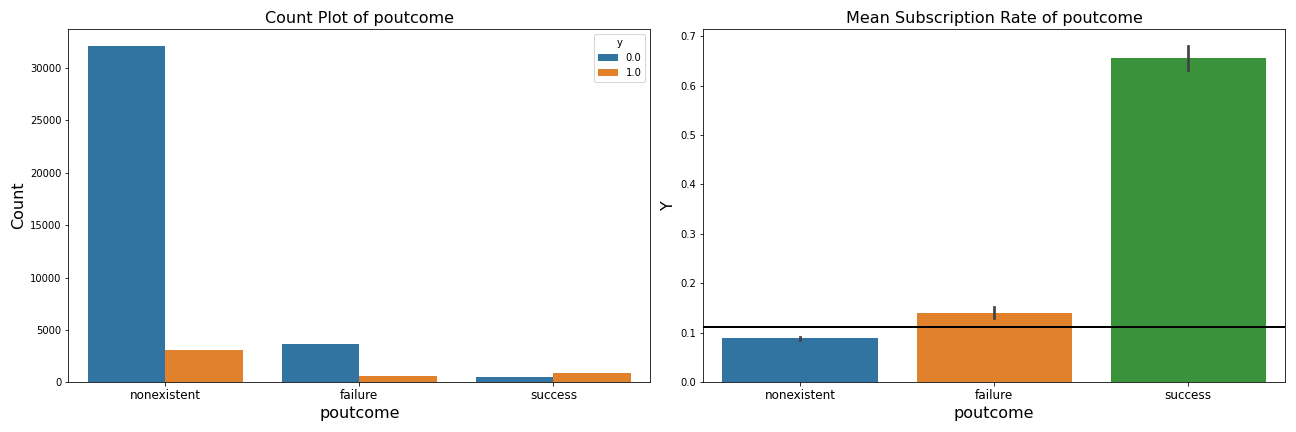 Count Plot of poutcome
y
0.0
1.0
30000
25000
20000
15000
10000
5000
0
Count
nonexistent failure success
poutcome
Mean Subscription Rate of poutcome
0.7
0.6
0.5
0.4
0.3
0.2
0.1
0.0
Y
nonexistent failure success
poutcome